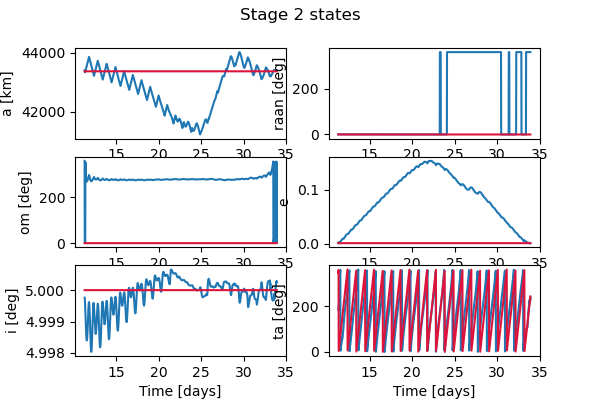 Stage 2 states
44000
42000
a [km]
15 20 25 30 35
200
0
raan [deg]
15 20 25 30 35
200
0
om [deg]
15 20 25 30 35
0.1
0.0
e
15 20 25 30 35
5.000
4.999
4.998
i [deg]
15 20 25 30 35
Time [days]
200
0
ta [deg]
15 20 25 30 35
Time [days]